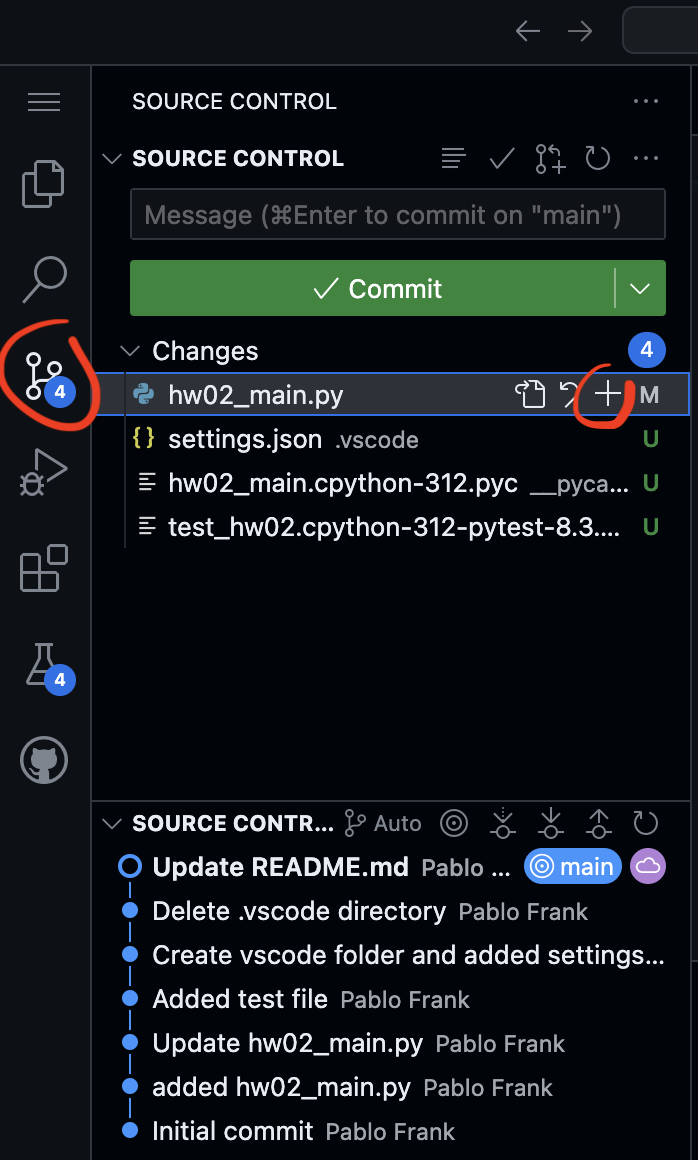 SOURCE CONTROL
SOURCE CONTROL
Message (⌘Enter to commit on "main")
Commit
Changes 4
4
hw02_main.py M
{} settings.json .vscode U
hw02_main.cpython-312.pyc __pyca... U
test_hw02.cpython-312-pytest-8.3.... U
4
SOURCE CONTR... Auto
Update README.md Pablo ... main
Delete .vscode directory Pablo Frank
Create vscode folder and added settings...
Added test file Pablo Frank
Update hw02_main.py Pablo Frank
added hw02_main.py Pablo Frank
Initial commit Pablo Frank